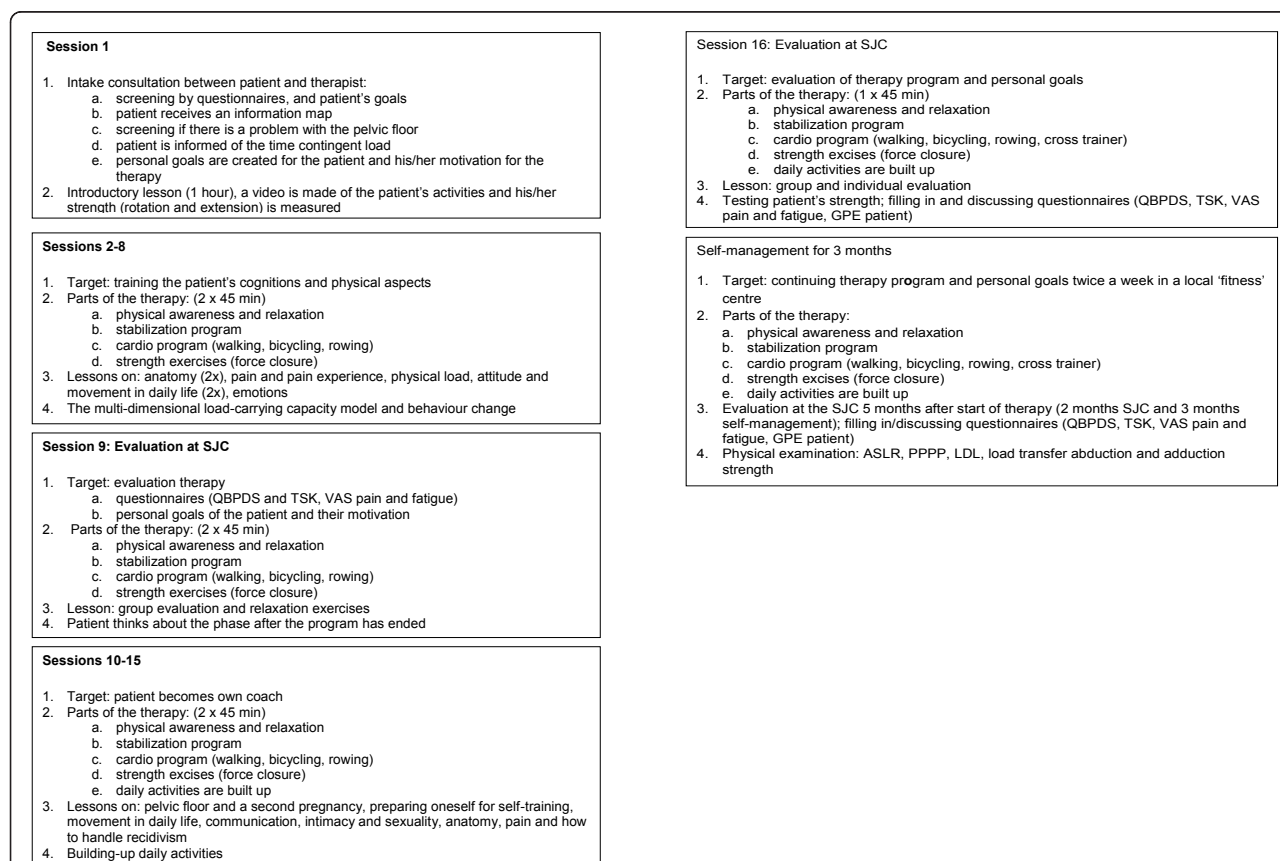 Session 1
1. Intake consultation between patient and therapist:
a. screening by questionnaires, and patient's goals
b. patient receives an information map
c. screening if there is a problem with the pelvic floor
d. patient is informed of the time contingent load
e. personal goals are created for the patient and his/her motivation for the
therapy
2. Introductory lesson (1 hour), a video is made of the patient's activities and his/her
strength (rotation and extension) is measured
Sessions 2-8
1. Target: training the patient's cognitions and physical aspects
2. Parts of the therapy: (2 x 45 min)
a. physical awareness and relaxation
b. stabilization program
c. cardio program (walking, bicycling, rowing)
d. strength exercises (force closure)
3. Lessons on: anatomy (2x), pain and pain experience, physical load, attitude and
movement in daily life (2x), emotions
4. The multi-dimensional load-carrying capacity model and behaviour change
Session 9: Evaluation at SJC
1. Target: evaluation therapy
a. questionnaires (QBPDS and TSK, VAS pain and fatigue)
b. personal goals of the patient and their motivation
2. Parts of the therapy: (2 x 45 min)
a. physical awareness and relaxation
b. stabilization program
c. cardio program (walking, bicycling, rowing)
d. strength exercises (force closure)
3. Lesson: group evaluation and relaxation exercises
4. Patient thinks about the phase after the program has ended
Sessions 10-15
1. Target: patient becomes own coach
2. Parts of the therapy: (2 x 45 min)
a. physical awareness and relaxation
b. stabilization program
c. cardio program (walking, bicycling, rowing)
d. strength excises (force closure)
e. daily activities are built up
3. Lessons on: pelvic floor and a second pregnancy, preparing oneself for self-training,
movement in daily life, communication, intimacy and sexuality, anatomy, pain and how
to handle recidivism
4. Building-up daily activities
Session 16: Evaluation at SJC
1. Target: evaluation of therapy program and personal goals
2. Parts of the therapy: (1 x 45 min)
a. physical awareness and relaxation
b. stabilization program
c. cardio program (walking, bicycling, rowing, cross trainer)
d. strength excises (force closure)
e. daily activities are built up
3. Lesson: group and individual evaluation
4. Testing patient's strength; filling in and discussing questionnaires (QBPDS, TSK, VAS
pain and fatigue, GPE patient)
Self-management for 3 months
1. Target: continuing therapy program and personal goals twice a week in a local 'fitness'
centre
2. Parts of the therapy:
a. physical awareness and relaxation
b. stabilization program
c. cardio program (walking, bicycling, rowing, cross trainer)
d. strength excises (force closure)
e. daily activities are built up
3. Evaluation at the SJC 5 months after start of therapy (2 months SJC and 3 months
self-management); filling in/discussing questionnaires (QBPDS, TSK, VAS pain and
fatigue, GPE patient)
4. Physical examination: ASLR, PPPP, LDL, load transfer abduction and adduction
strength